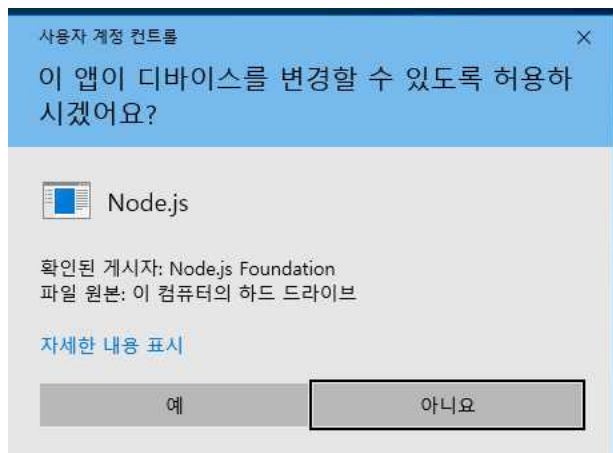 사용자 계정 컨트롤
이 앱이 디바이스를 변경할 수 있도록 허용하
시겠어요?
Node.js
확인된 게시자: Node.js Foundation
파일 원본: 이 컴퓨터의 하드 드라이브
자세한 내용 표시
예
아니요